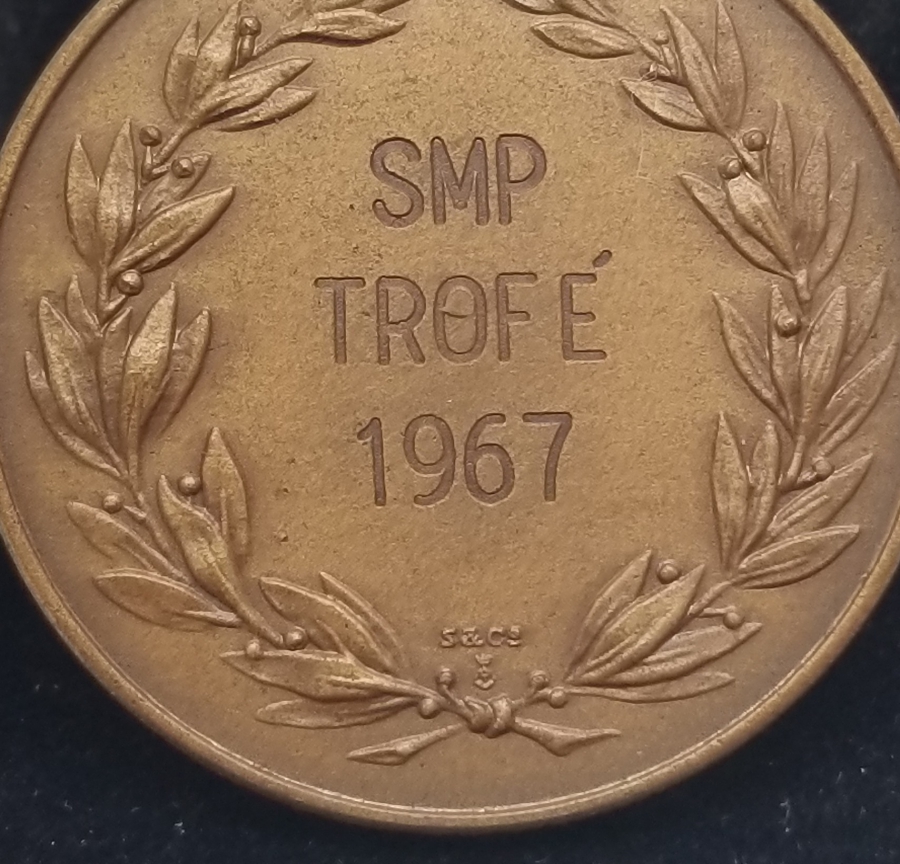 SMP
TROFÉ
1967
S&Co